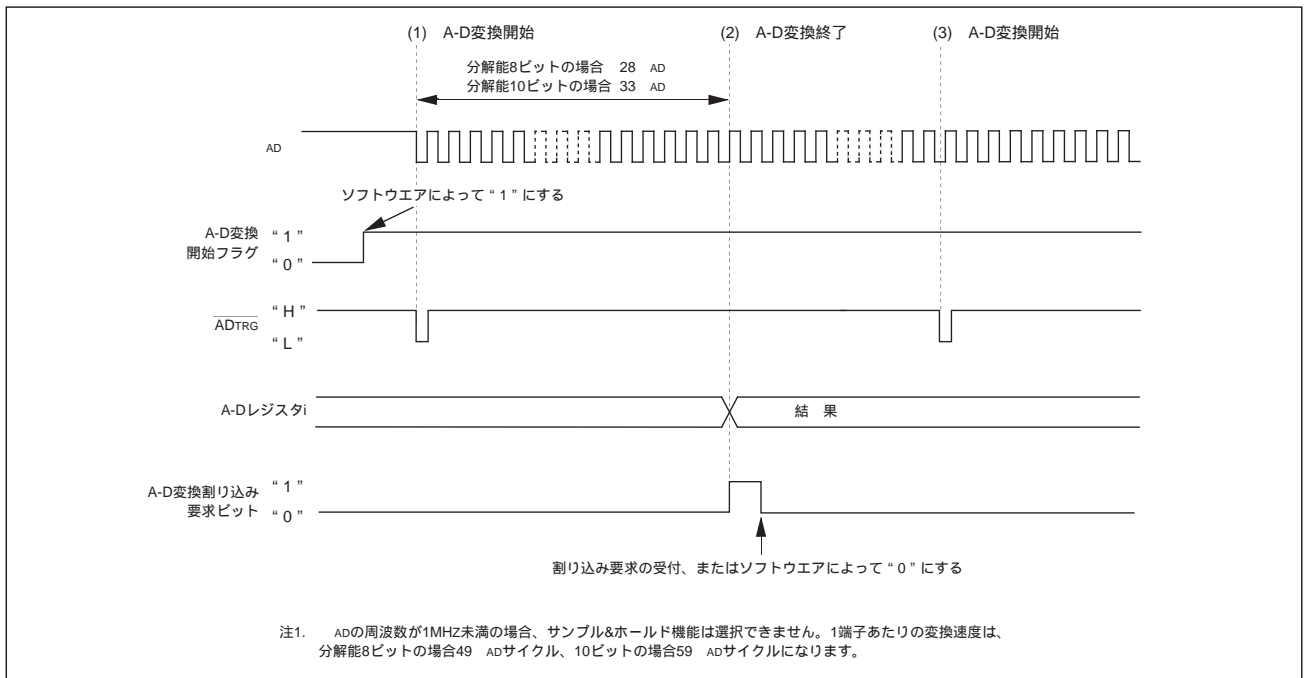 (1) A-D変換開始
(2) A-D変換終了
(3) A-D変換開始
分解能8ビットの場合 28 AD
分解能10ビットの場合 33 AD
AD
ソフトウエアによって“1”にする
A-D変換
開始フラグ
“1”
“0”
ADTRG
“H”
“L”
A-Dレジスタi
結 果
A-D変換割り込み
要求ビット
“1”
“0”
割り込み要求の受付、またはソフトウエアによって“0”にする
注1. ADの周波数が1MHZ未満の場合、サンプル&ホールド機能は選択できません。1端子あたりの変換速度は、
分解能8ビットの場合49 ADサイクル、10ビットの場合59 ADサイクルになります。